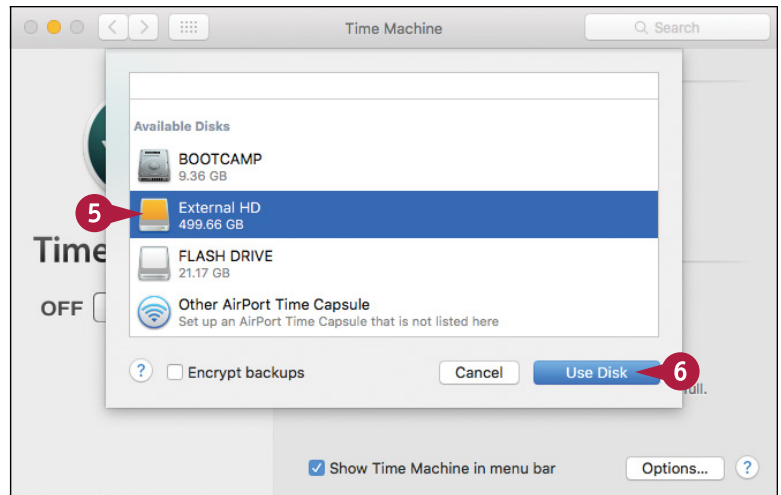 Time Machine
Search
Available Disks
BOOTCAMP
9.36 GB
5
External HD
499.66 GB
FLASH DRIVE
21.17 GB
Other AirPort Time Capsule
Set up an AirPort Time Capsule that is not listed here
Time
OFF
? Encrypt backups Cancel Use Disk 6
full.
Show Time Machine in menu bar Options... ?